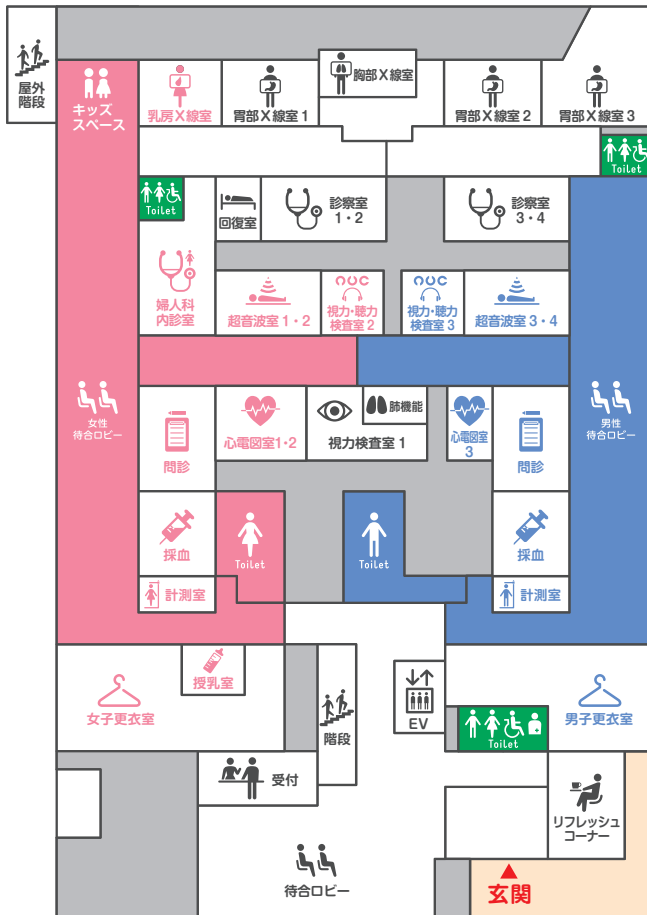 屋外
階段
キッズ
スペース
乳房X線室
胃部X線室1
胸部X線室
胃部X線室2
胃部X線室3
Toilet
Toilet
回復室
診察室
1・2
診察室
3・4
婦人科
内診室
超音波室1・2
視力・聴力
検査室2
視力・聴力
検査室3
超音波室3・4
女性
待合ロビー
問診
心電図室1・2
視力検査室1
肺機能
心電図室
3
問診
男性
待合ロビー
採血
Toilet
Toilet
採血
計測室
計測室
女子更衣室
授乳室
階段
EV
Toilet
男子更衣室
受付
リフレッシュ
コーナー
待合ロビー
玄関